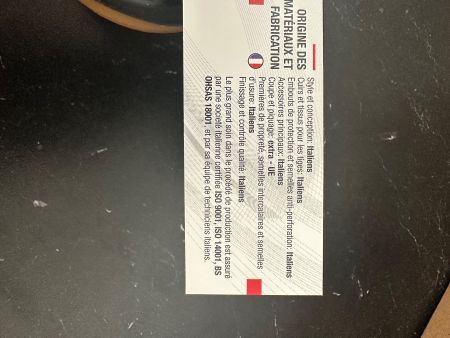 ORIGINE DES
MATÉRIAUX ET
FABRICATION
Style et conception: Italiens
Cuirs et tissus pour les tiges: Italiens
Embouts de protection et semelles anti-perforation: Italiens
Accessoires principaux: Italiens
Coupe et piquage: extra - UE
Premières de propreté, semelles intercalaires et semelles
d'usure: Italiens
Finissage et contrôle qualité: Italiens
Le plus grand soin dans le procédé de production est assuré
par une société italienne certifiée ISO 9001, ISO 14001, BS
OHSAS 18001, et par sa équipe de techniciens italiens.